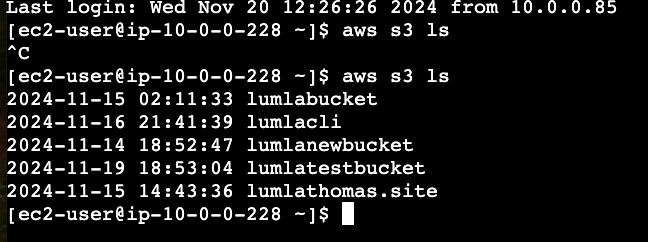 Last login: Wed Nov 20 12:26:26 2024 from 10.0.0.85
[ec2-user@ip-10-0-0-228 ~]$ aws s3 ls
^C
[ec2-user@ip-10-0-0-228 ~]$ aws s3 ls
2024-11-15 02:11:33 lumlabucket
2024-11-16 21:41:39 lumlacli
2024-11-14 18:52:47 lumlanewbucket
2024-11-19 18:53:04 lumlatestbucket
2024-11-15 14:43:36 lumlathomas.site
[ec2-user@ip-10-0-0-228 ~]$